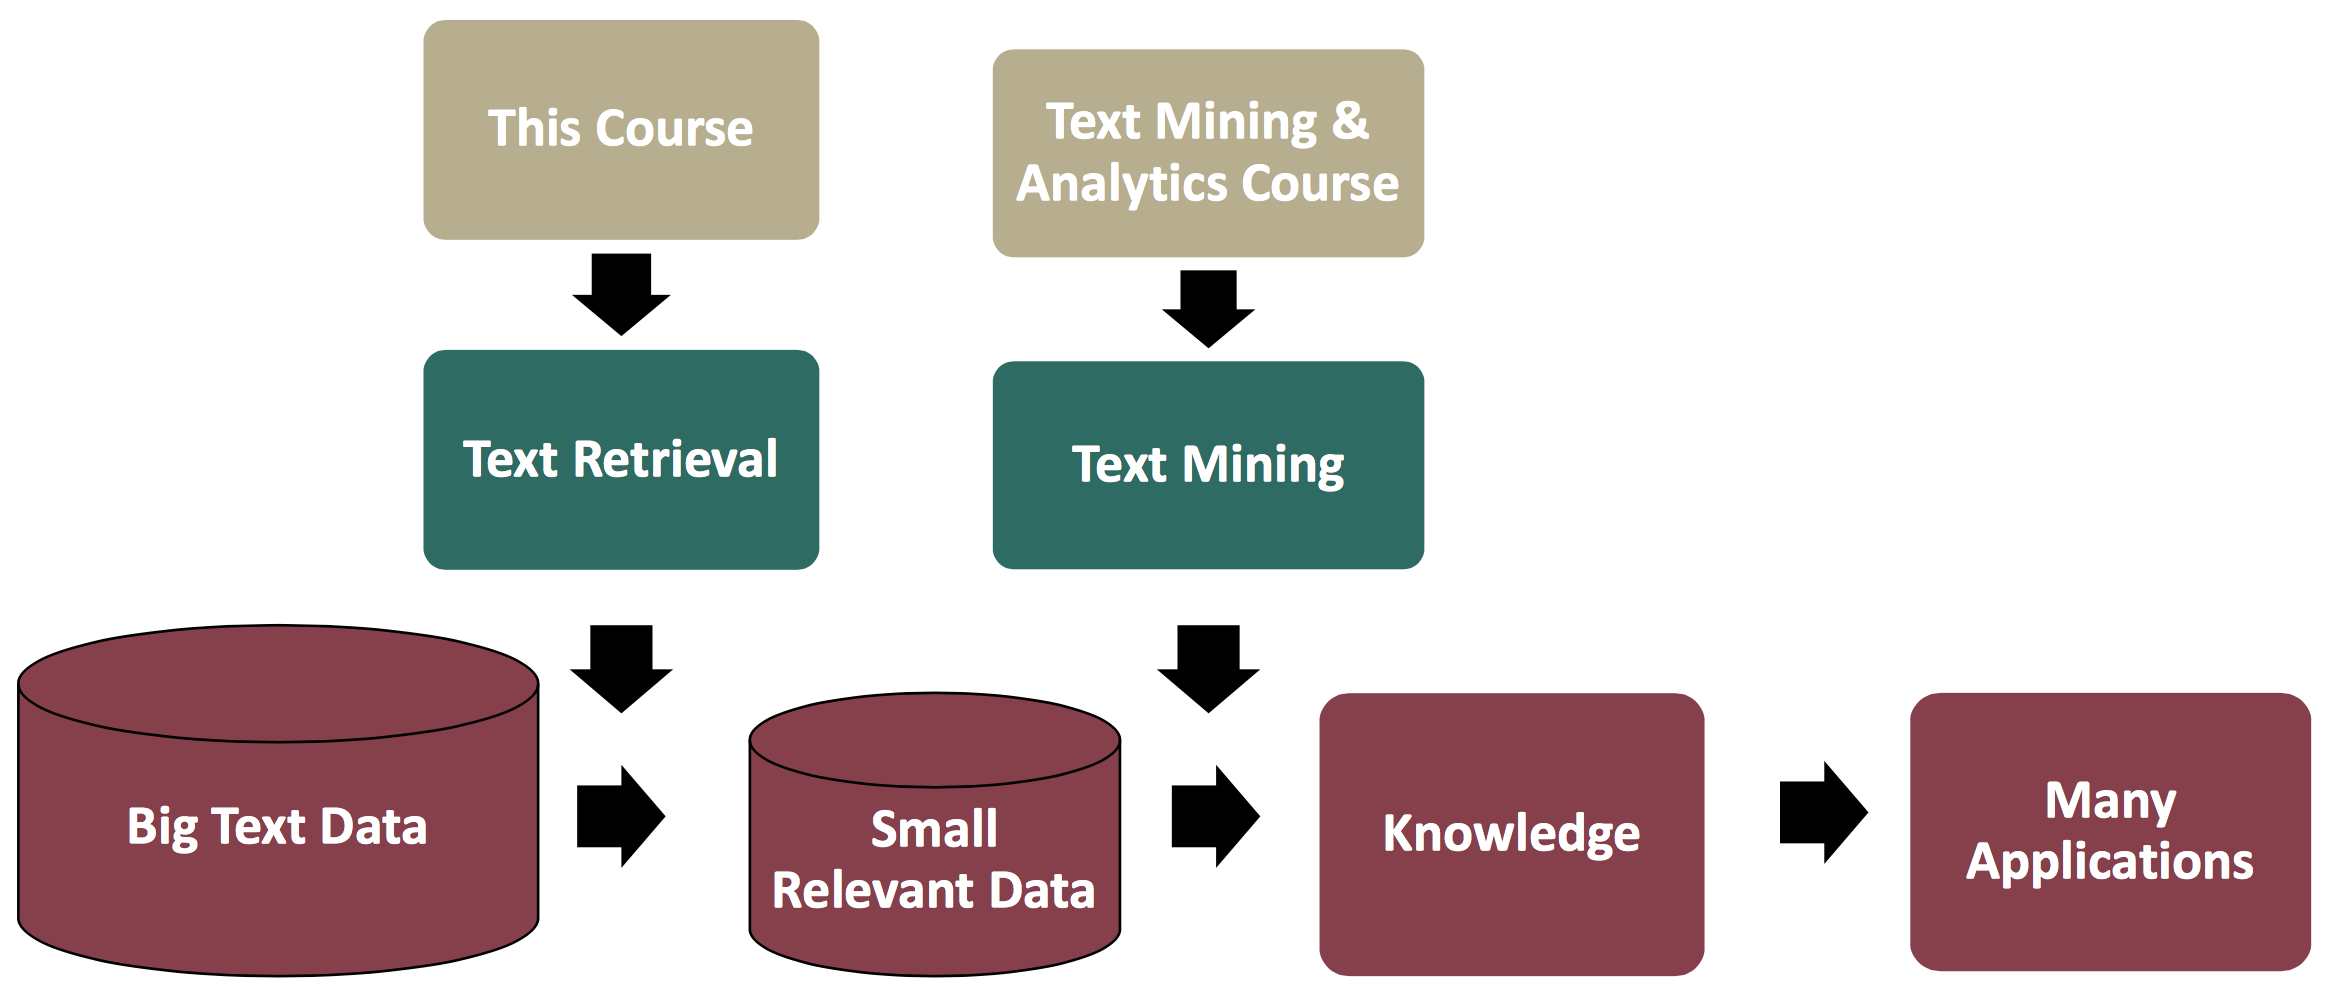 This Course
Text Mining &
Analytics Course
Text Retrieval
Text Mining
Big Text Data
Small
Relevant Data
Knowledge
Many
Applications